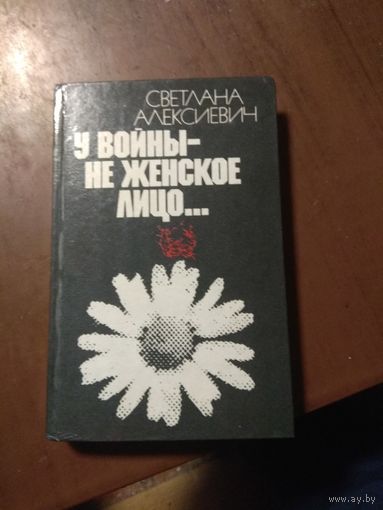 СВЕТЛАНА
АЛЕКСИЕВИЧ
У ВОЙНЫ-
НЕ ЖЕНСКОЕ
ЛИЦО...
www.ay.by